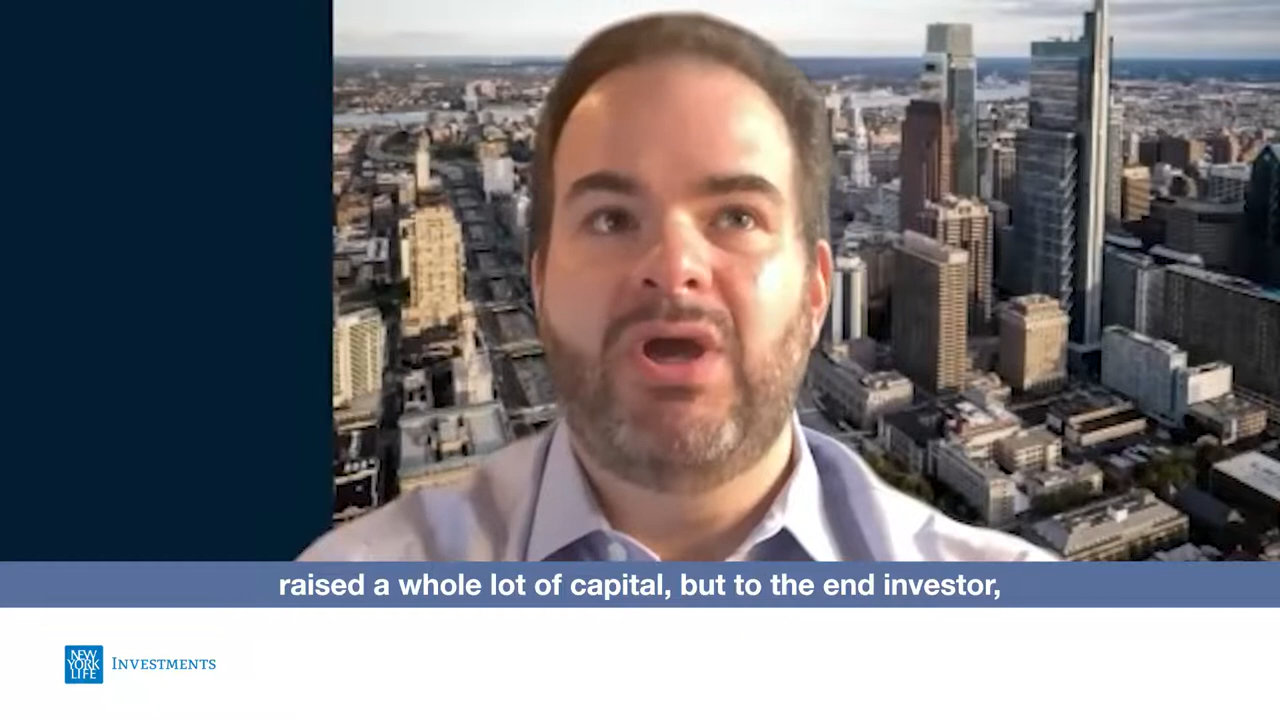 raised a whole lot of capital, but to the end investor,
NEW
YORK
LIFE
INVESTMENTS